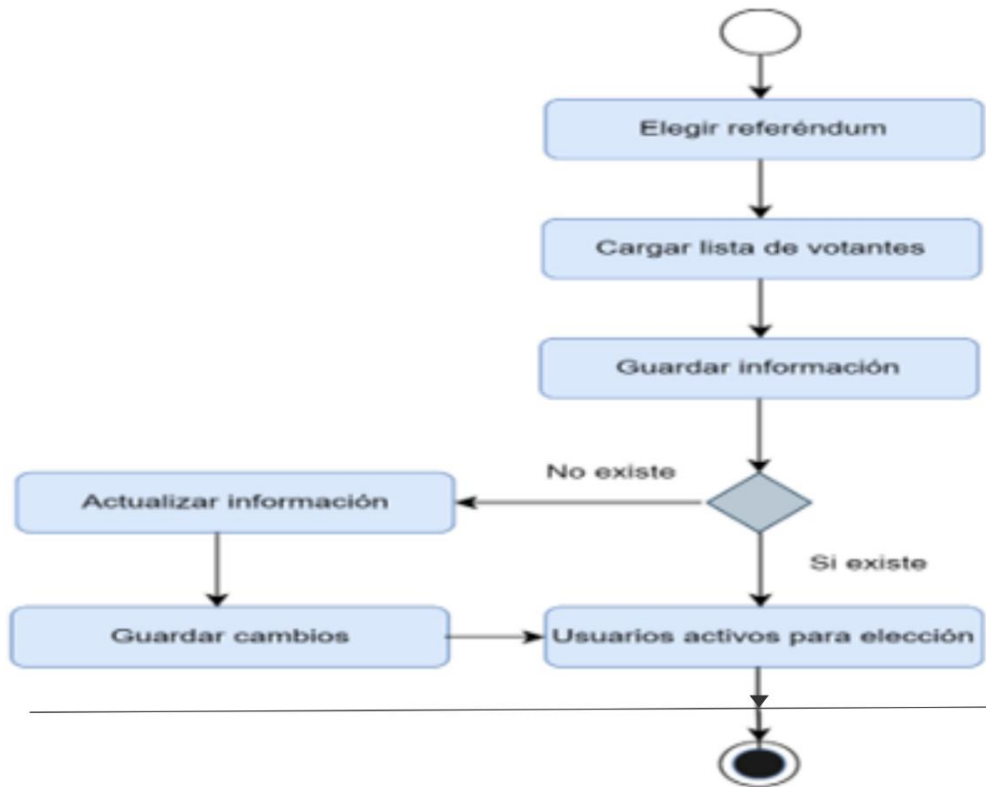 Elegir referéndum
Cargar lista de votantes
Guardar información
No existe
Actualizar información
Si existe
Guardar cambios
Usuarios activos para elección